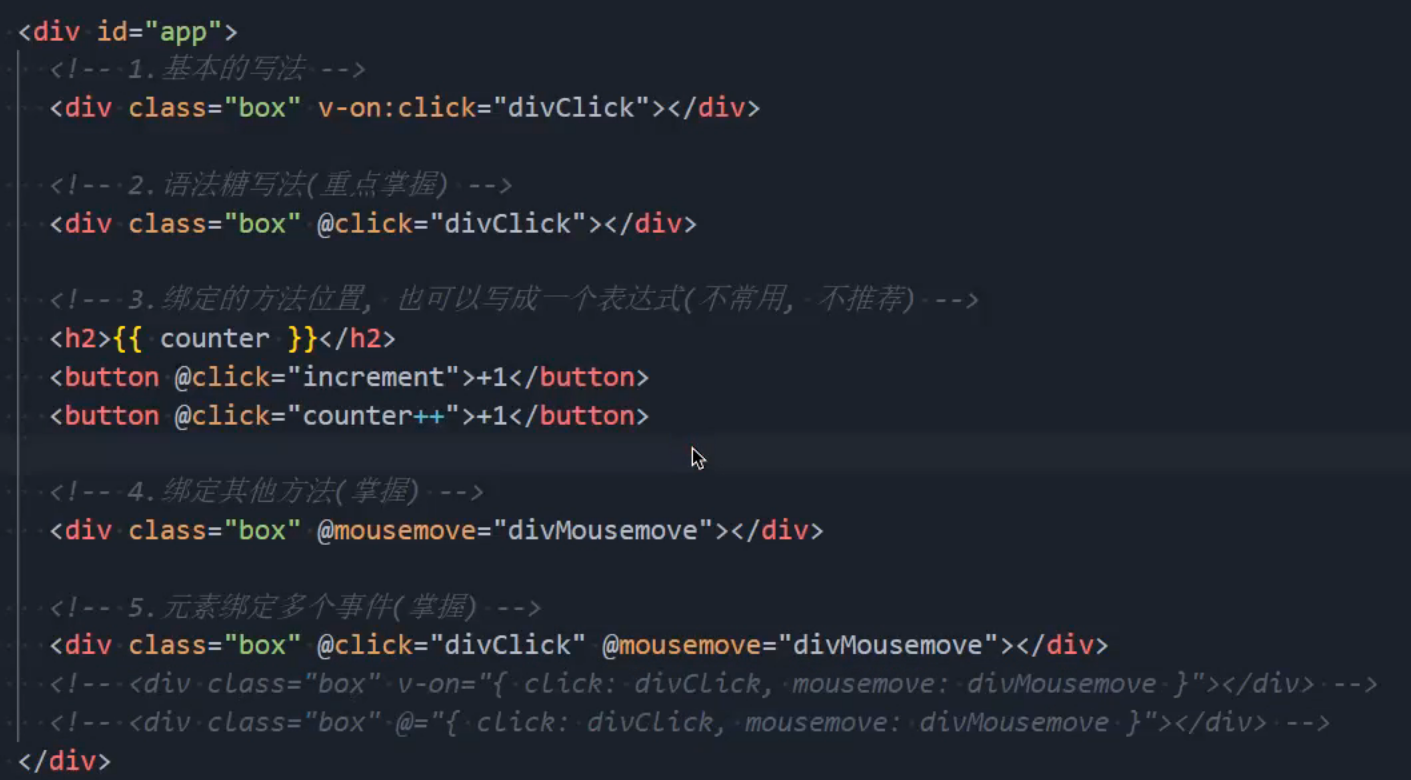 <div id="app">
<!-- 1.基本的写法 -->
<div class="box" v-on:click="divClick"></div>
<!-- 2.语法糖写法(重点掌握) -->
<div class="box" @click="divClick"></div>
<!-- 3.绑定的方法位置, 也可以写成一个表达式(不常用, 不推荐) -->
<h2>{{ counter }}</h2>
<button @click="increment">+1</button>
<button @click="counter++">+1</button>
<!-- 4.绑定其他方法(掌握) -->
<div class="box" @mousemove="divMousemove"></div>
<!-- 5.元素绑定多个事件(掌握) -->
<div class="box" @click="divClick" @mousemove="divMousemove"></div>
<!-- <div class="box" v-on="{ click: divClick, mousemove: divMousemove }"></div> -->
<!-- <div class="box" @="{ click: divClick, mousemove: divMousemove }"></div> -->
</div>